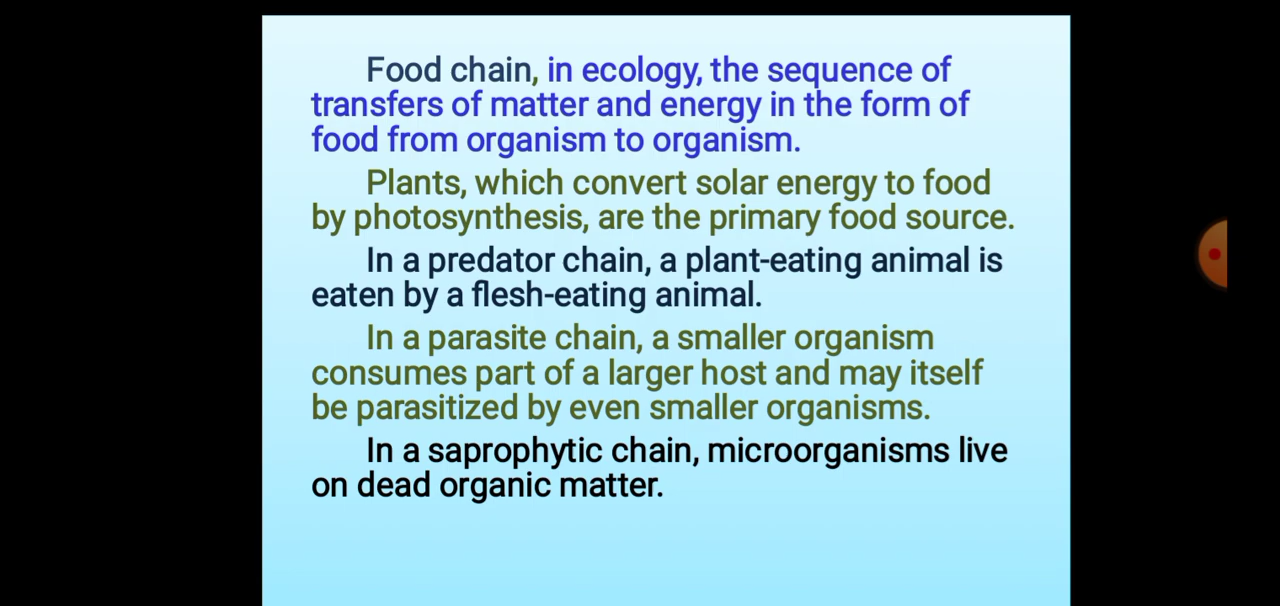 Food chain, in ecology, the sequence of
transfers of matter and energy in the form of
food from organism to organism.
Plants, which convert solar energy to food
by photosynthesis, are the primary food source.
In a predator chain, a plant-eating animal is
eaten by a flesh-eating animal.
In a parasite chain, a smaller organism
consumes part of a larger host and may itself
be parasitized by even smaller organisms.
In a saprophytic chain, microorganisms live
on dead organic matter.